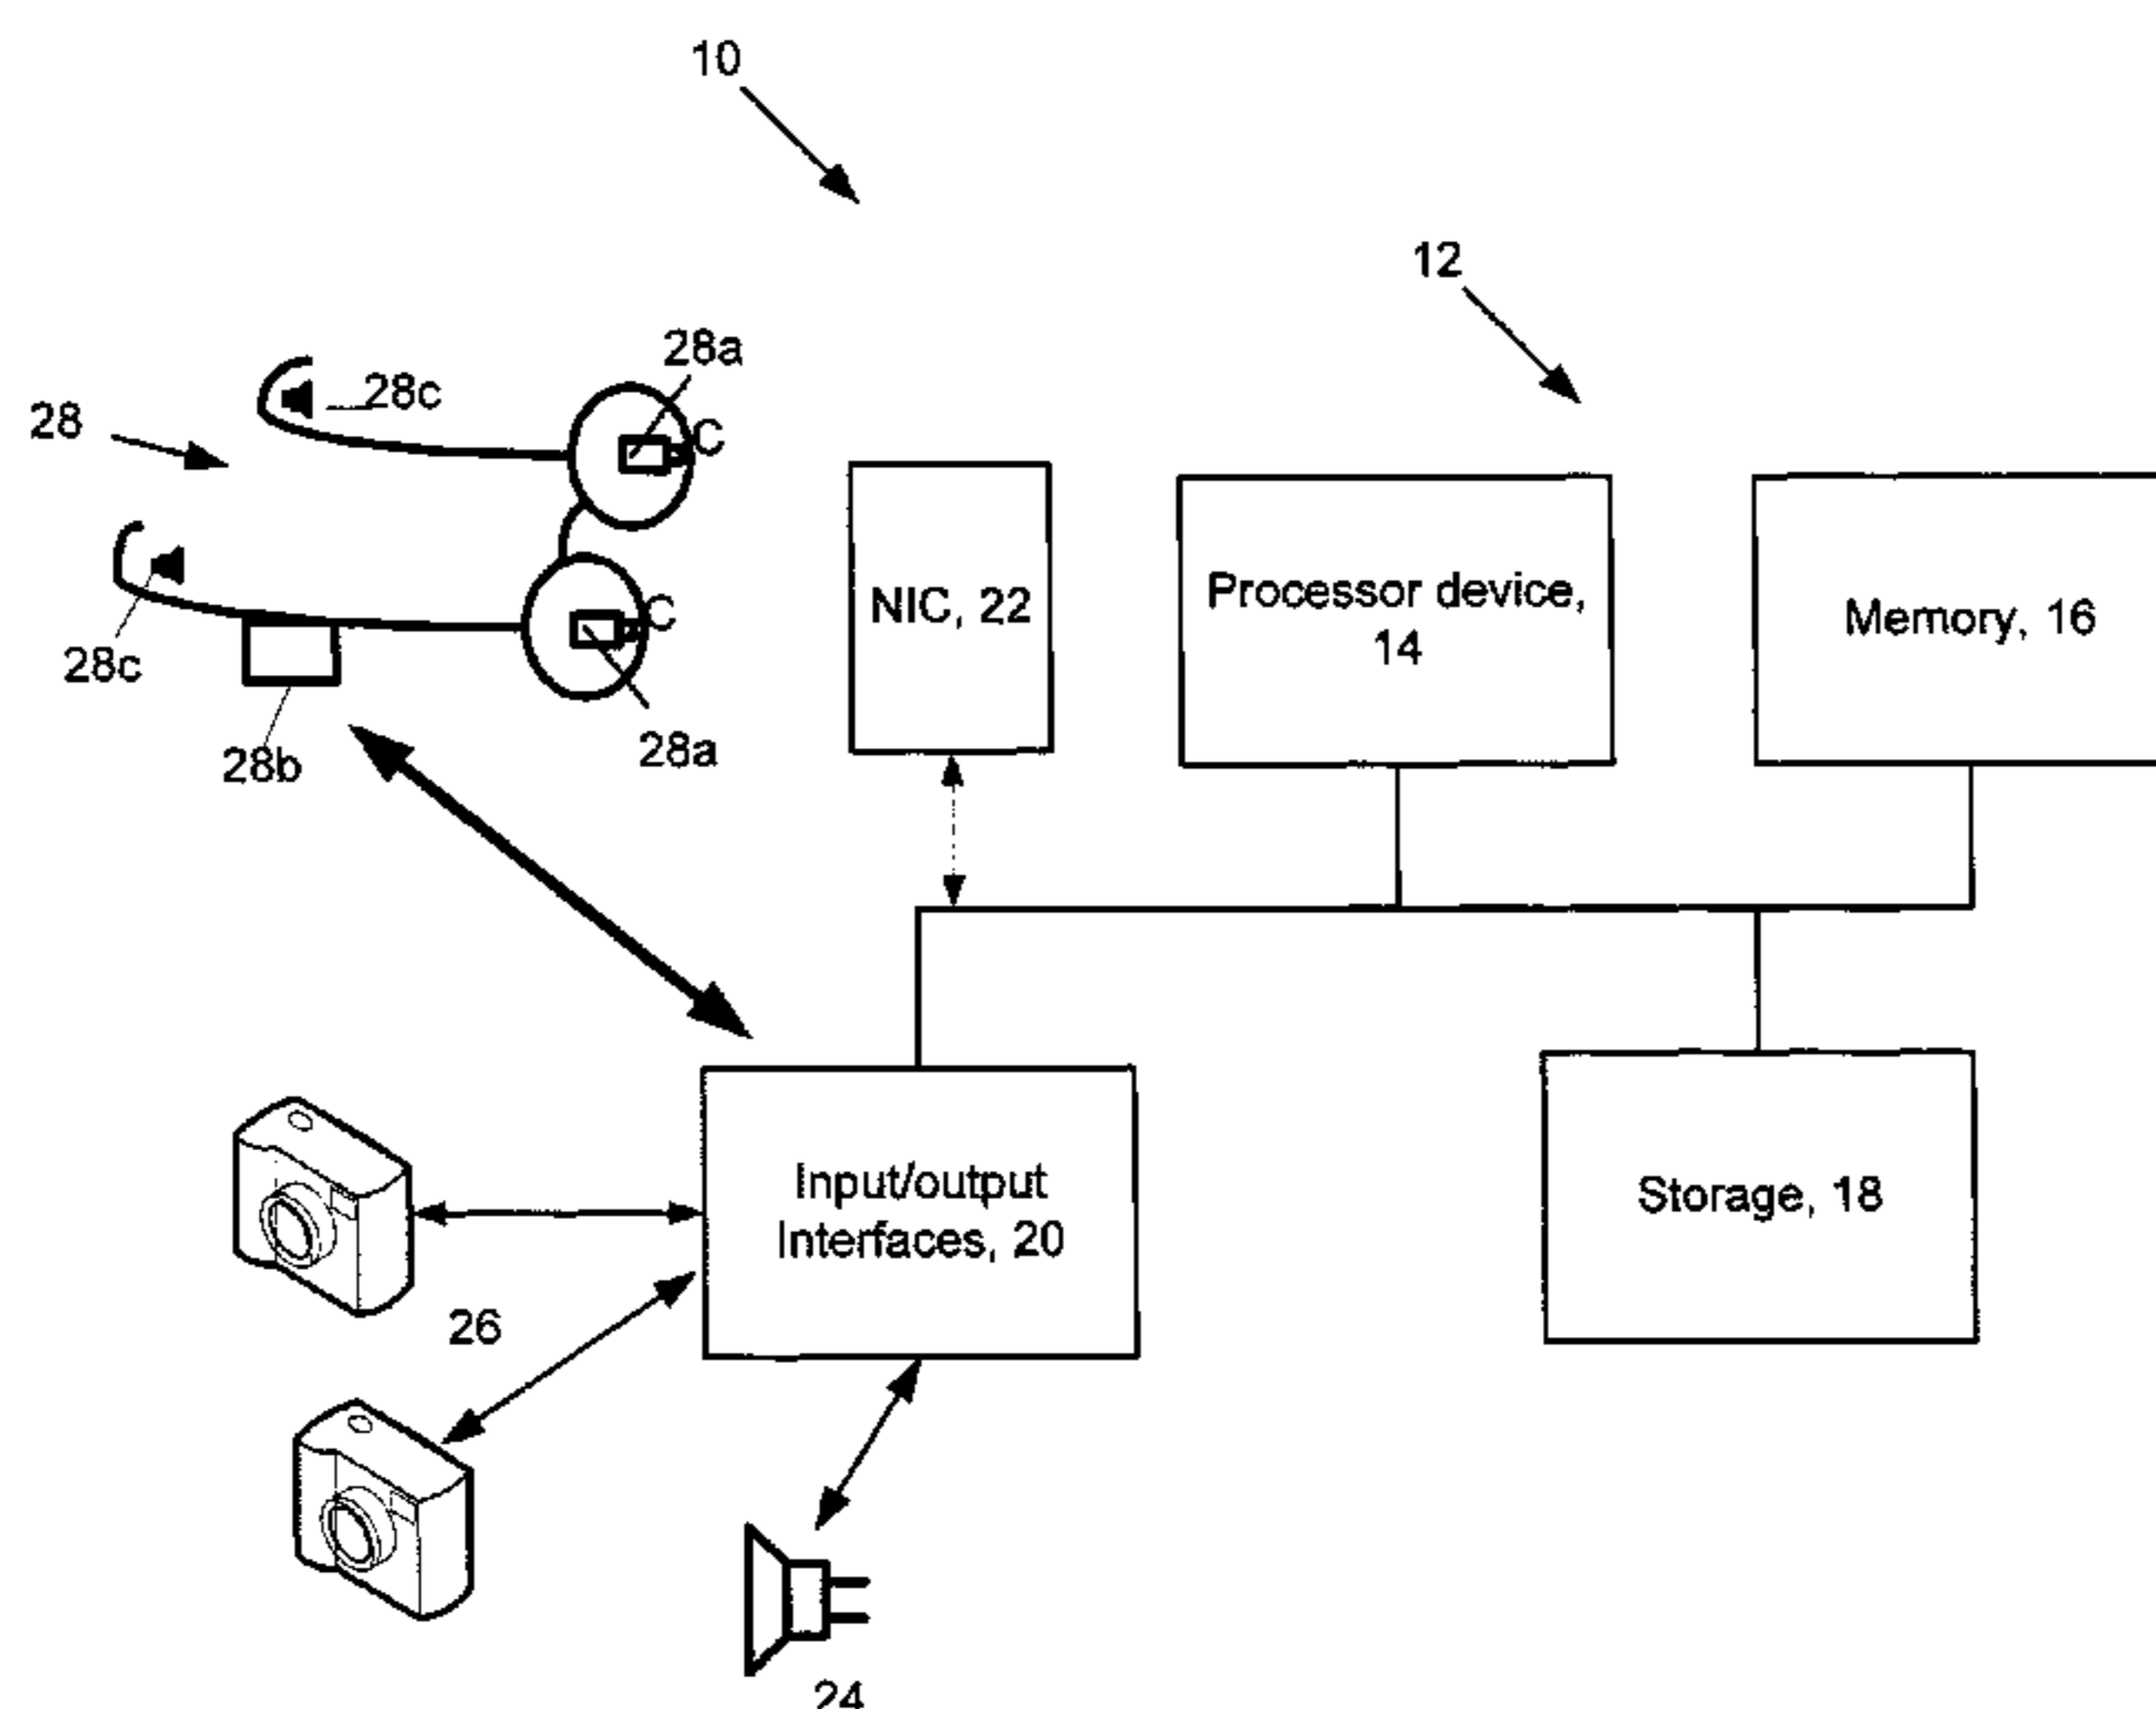 10
12
28a
28c
C
28
NIC, 22
Processor device,
14
Memory, 16
C
28c
28b
28a
Input/output
Interfaces, 20
Storage, 18
26
24